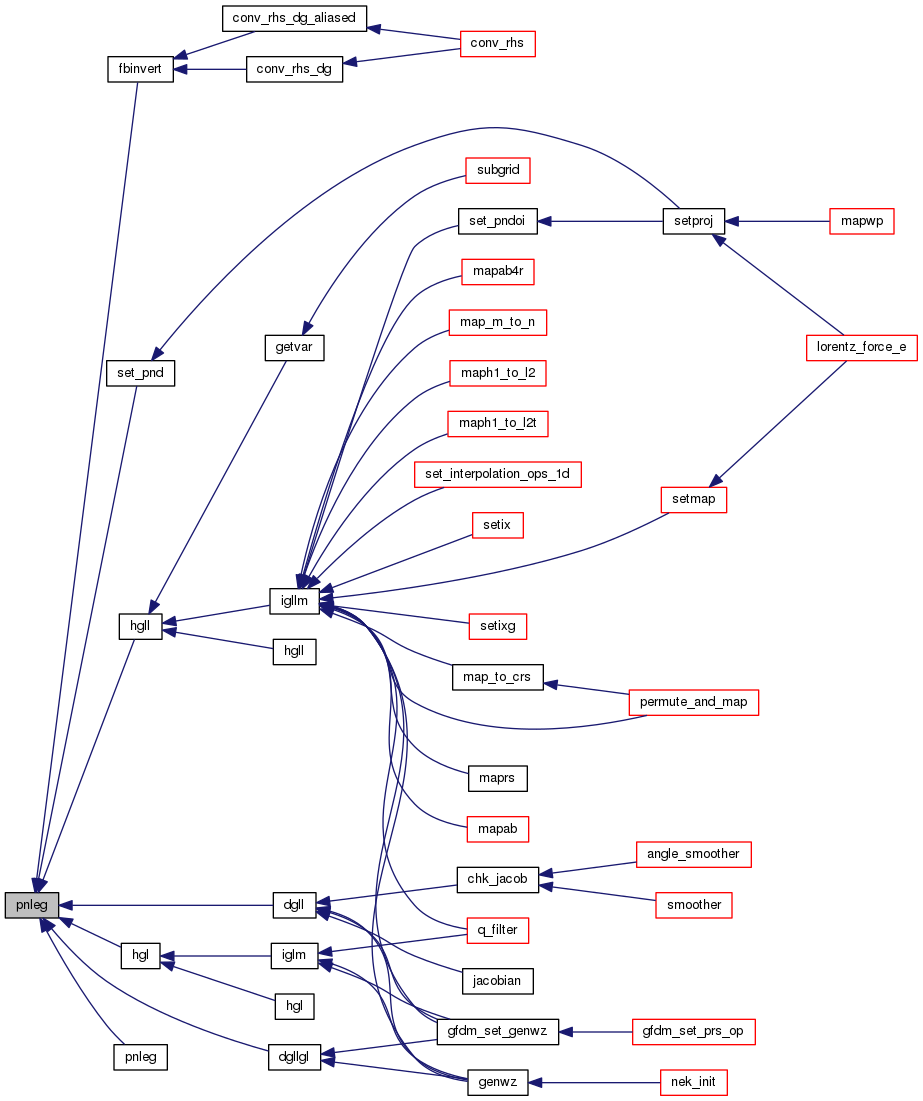 conv_rhs_dg_aliased
conv_rhs
fbinvert
conv_rhs_dg
subgrid
set_pndoi
setproj
mapwp
mapab4r
map_m_to_n
getvar
lorentz_force_e
set_pnd
maph1_to_l2
maph1_to_l2t
set_interpolation_ops_1d
setmap
setix
igllm
hgll
setixg
hgll
map_to_crs
permute_and_map
maprs
mapab
angle_smoother
chk_jacob
pnleg
dgll
smoother
q_filter
hgl
iglm
jacobian
hgl
gfdm_set_genwz
gfdm_set_prs_op
pnleg
dgllgl
genwz
nek_init